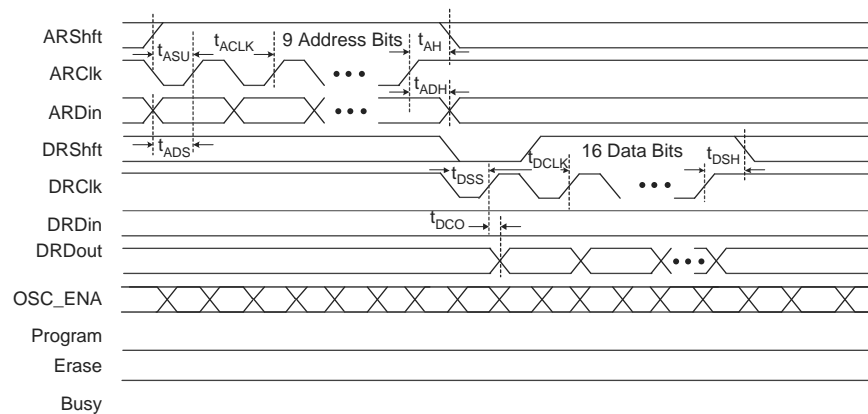 ARShft
t_ASU t_ACLK 9 Address Bits t_AH
ARClk
t_ADH
ARDin
t_ADS
DRShft
t_DCLK 16 Data Bits t_DSH
t_DSS
DRClk
DRDin
t_DCO
DRDout
OSC_ENA
Program
Erase
Busy